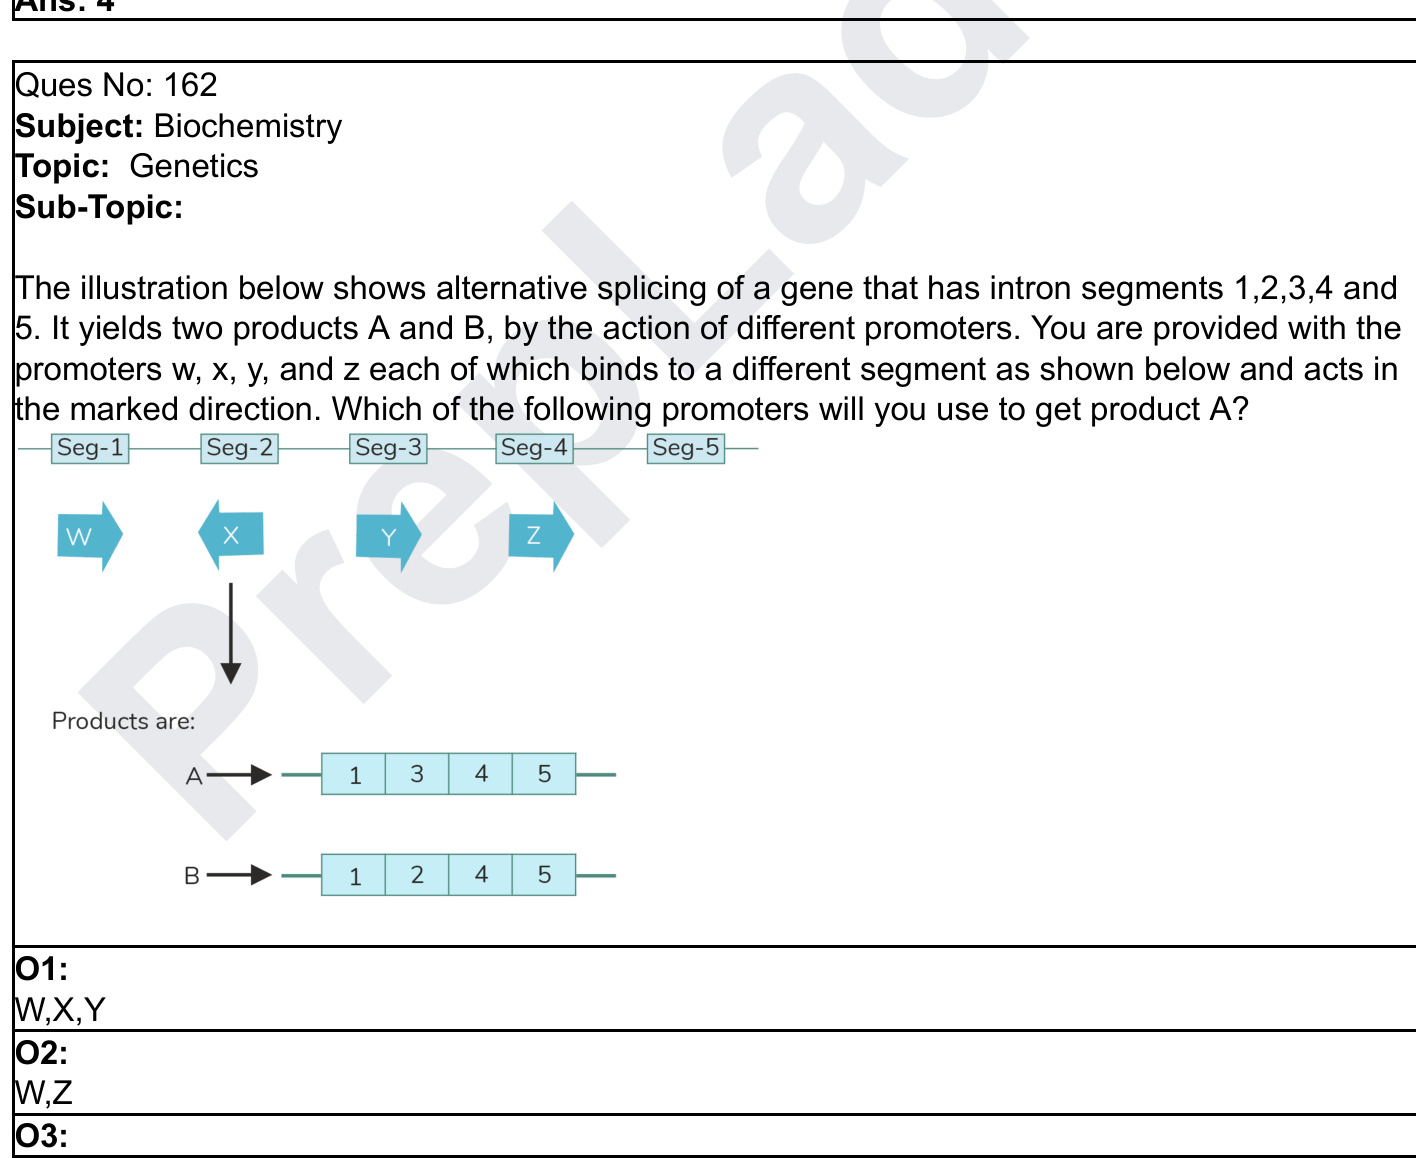 Ans: 4
Ques No: 162
Subject: Biochemistry
Topic: Genetics
Sub-Topic:
The illustration below shows alternative splicing of a gene that has intron segments 1,2,3,4 and
5. It yields two products A and B, by the action of different promoters. You are provided with the
promoters w, x, y, and z each of which binds to a different segment as shown below and acts in
the marked direction. Which of the following promoters will you use to get product A?
Seg-1 Seg-2 Seg-3 Seg-4 Seg-5
W X Y Z
Products are:
A 1 3 4 5
B 1 2 4 5
O1:
W,X,Y
O2:
W,Z
O3:
PrepLad